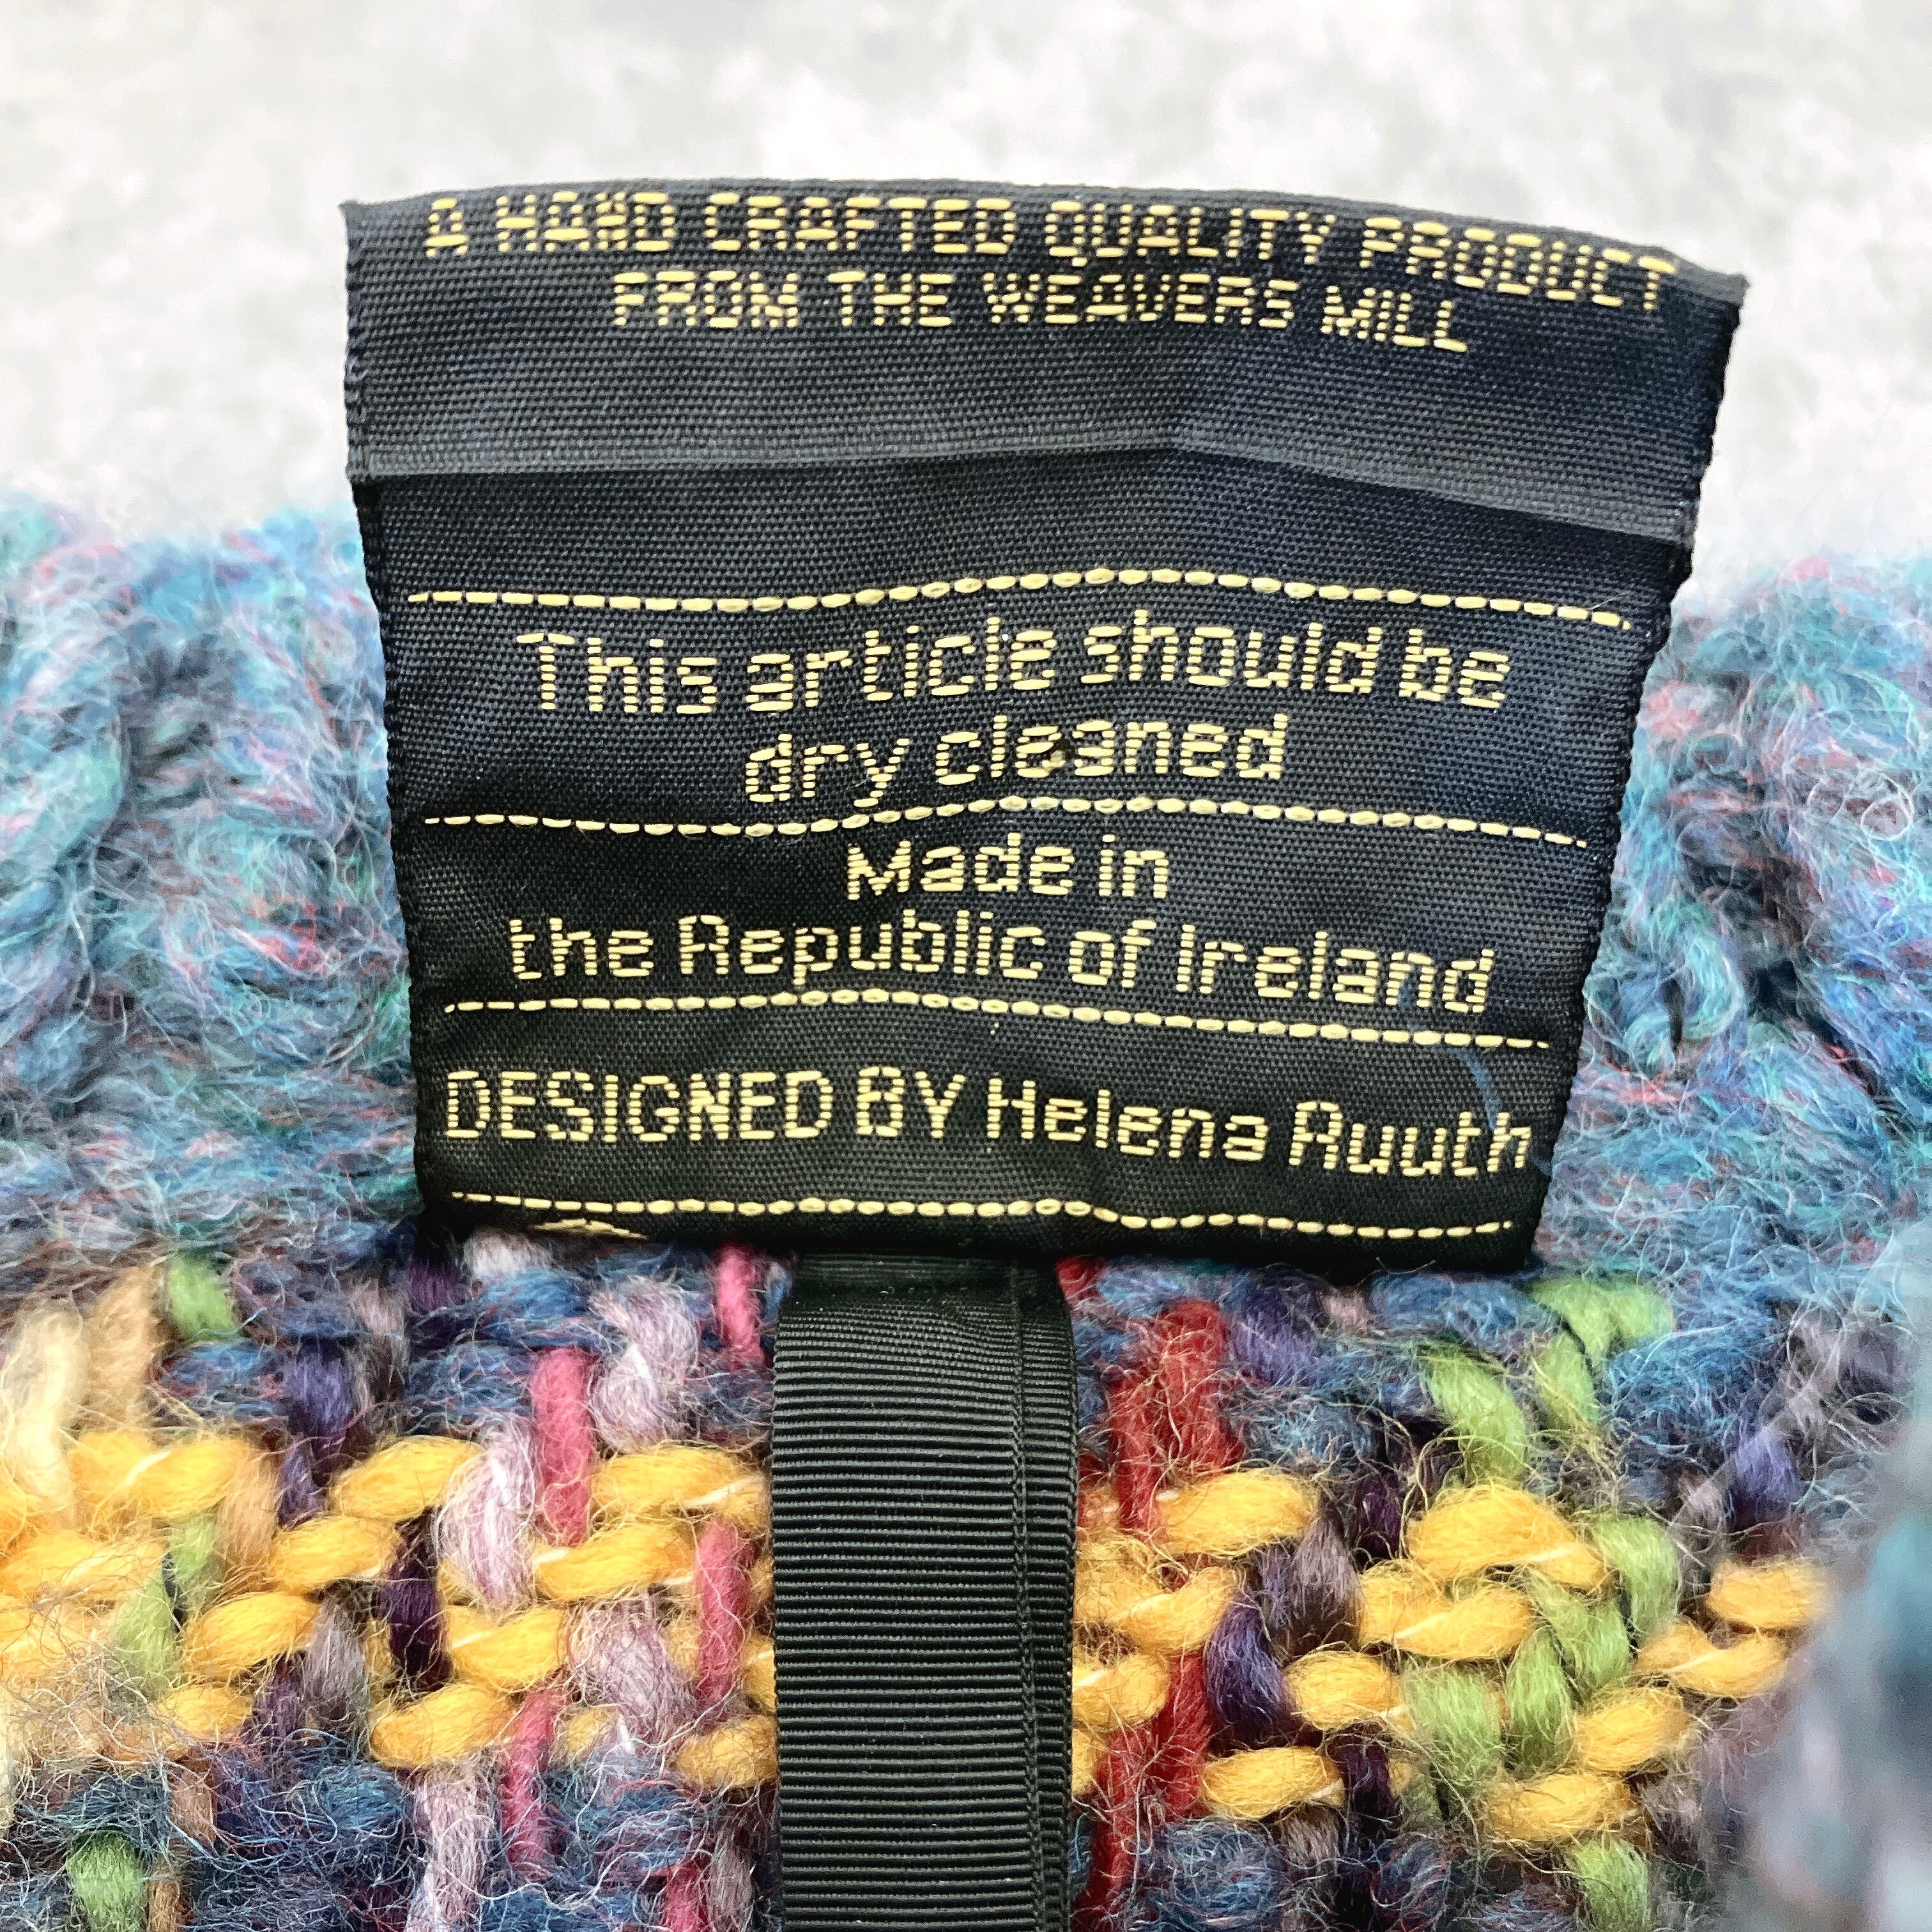 A HAND CRAFTED QUALITY PRODUCT
FROM THE WEAVERS MILL
This article should be
dry cleaned
Made in
the Republic of Ireland
DESIGNED BY Helena Ruuth